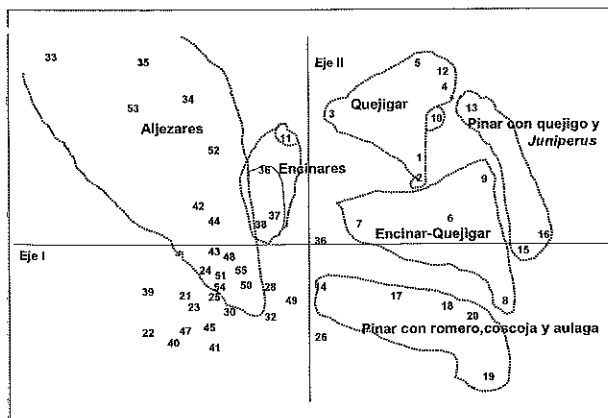 33 35 Eje II 5 12
4
34 Quejigar 13
53 3 10 Pinar con quejigo y
Aljezares Juniperus
11
52 1
Encinares
36 2 9
42 37 6
44 38 7 Encinar-Quejigar 16
36
Eje I 43 48 15
24 51 55
54 50 28 14
39 21 25 49 17 8
23 30 18 20
32
22 47 45 26 Pinar con romero,coscoja y aulaga
40 41
19